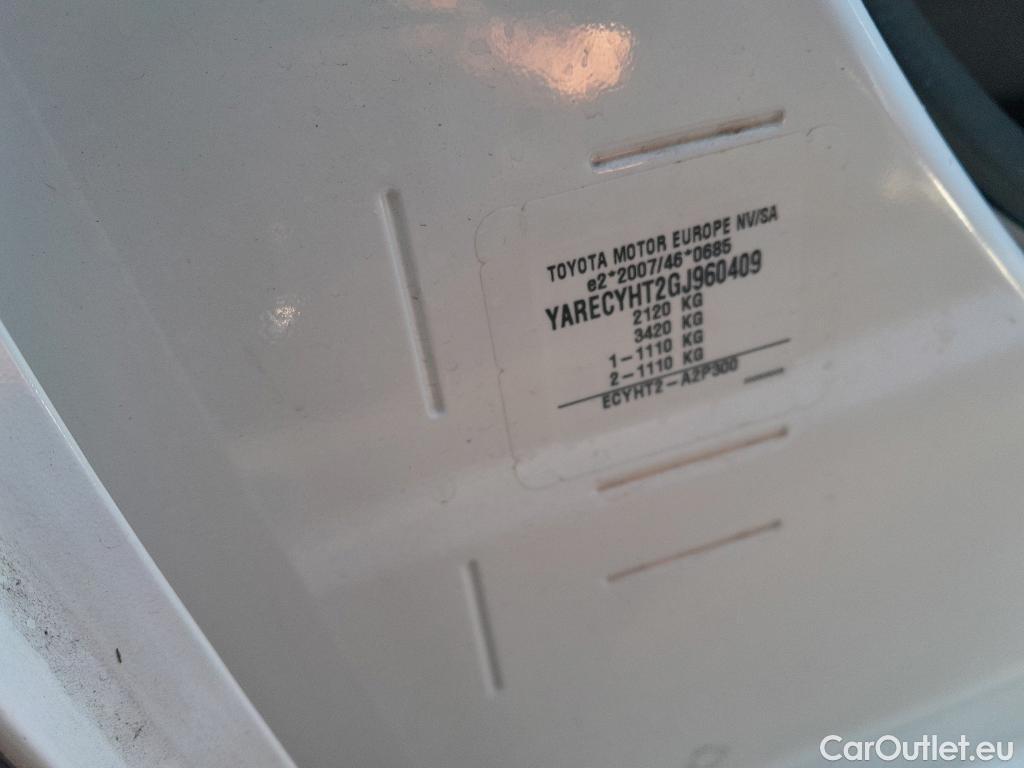 TOYOTA MOTOR EUROPE NV/SA
e2*2007/46*0685
YARECYHT2GJ960409
2120 KG
3420 KG
1-1110 KG
2-1110 KG
ECYHT2-A2P300
CarOutlet.eu